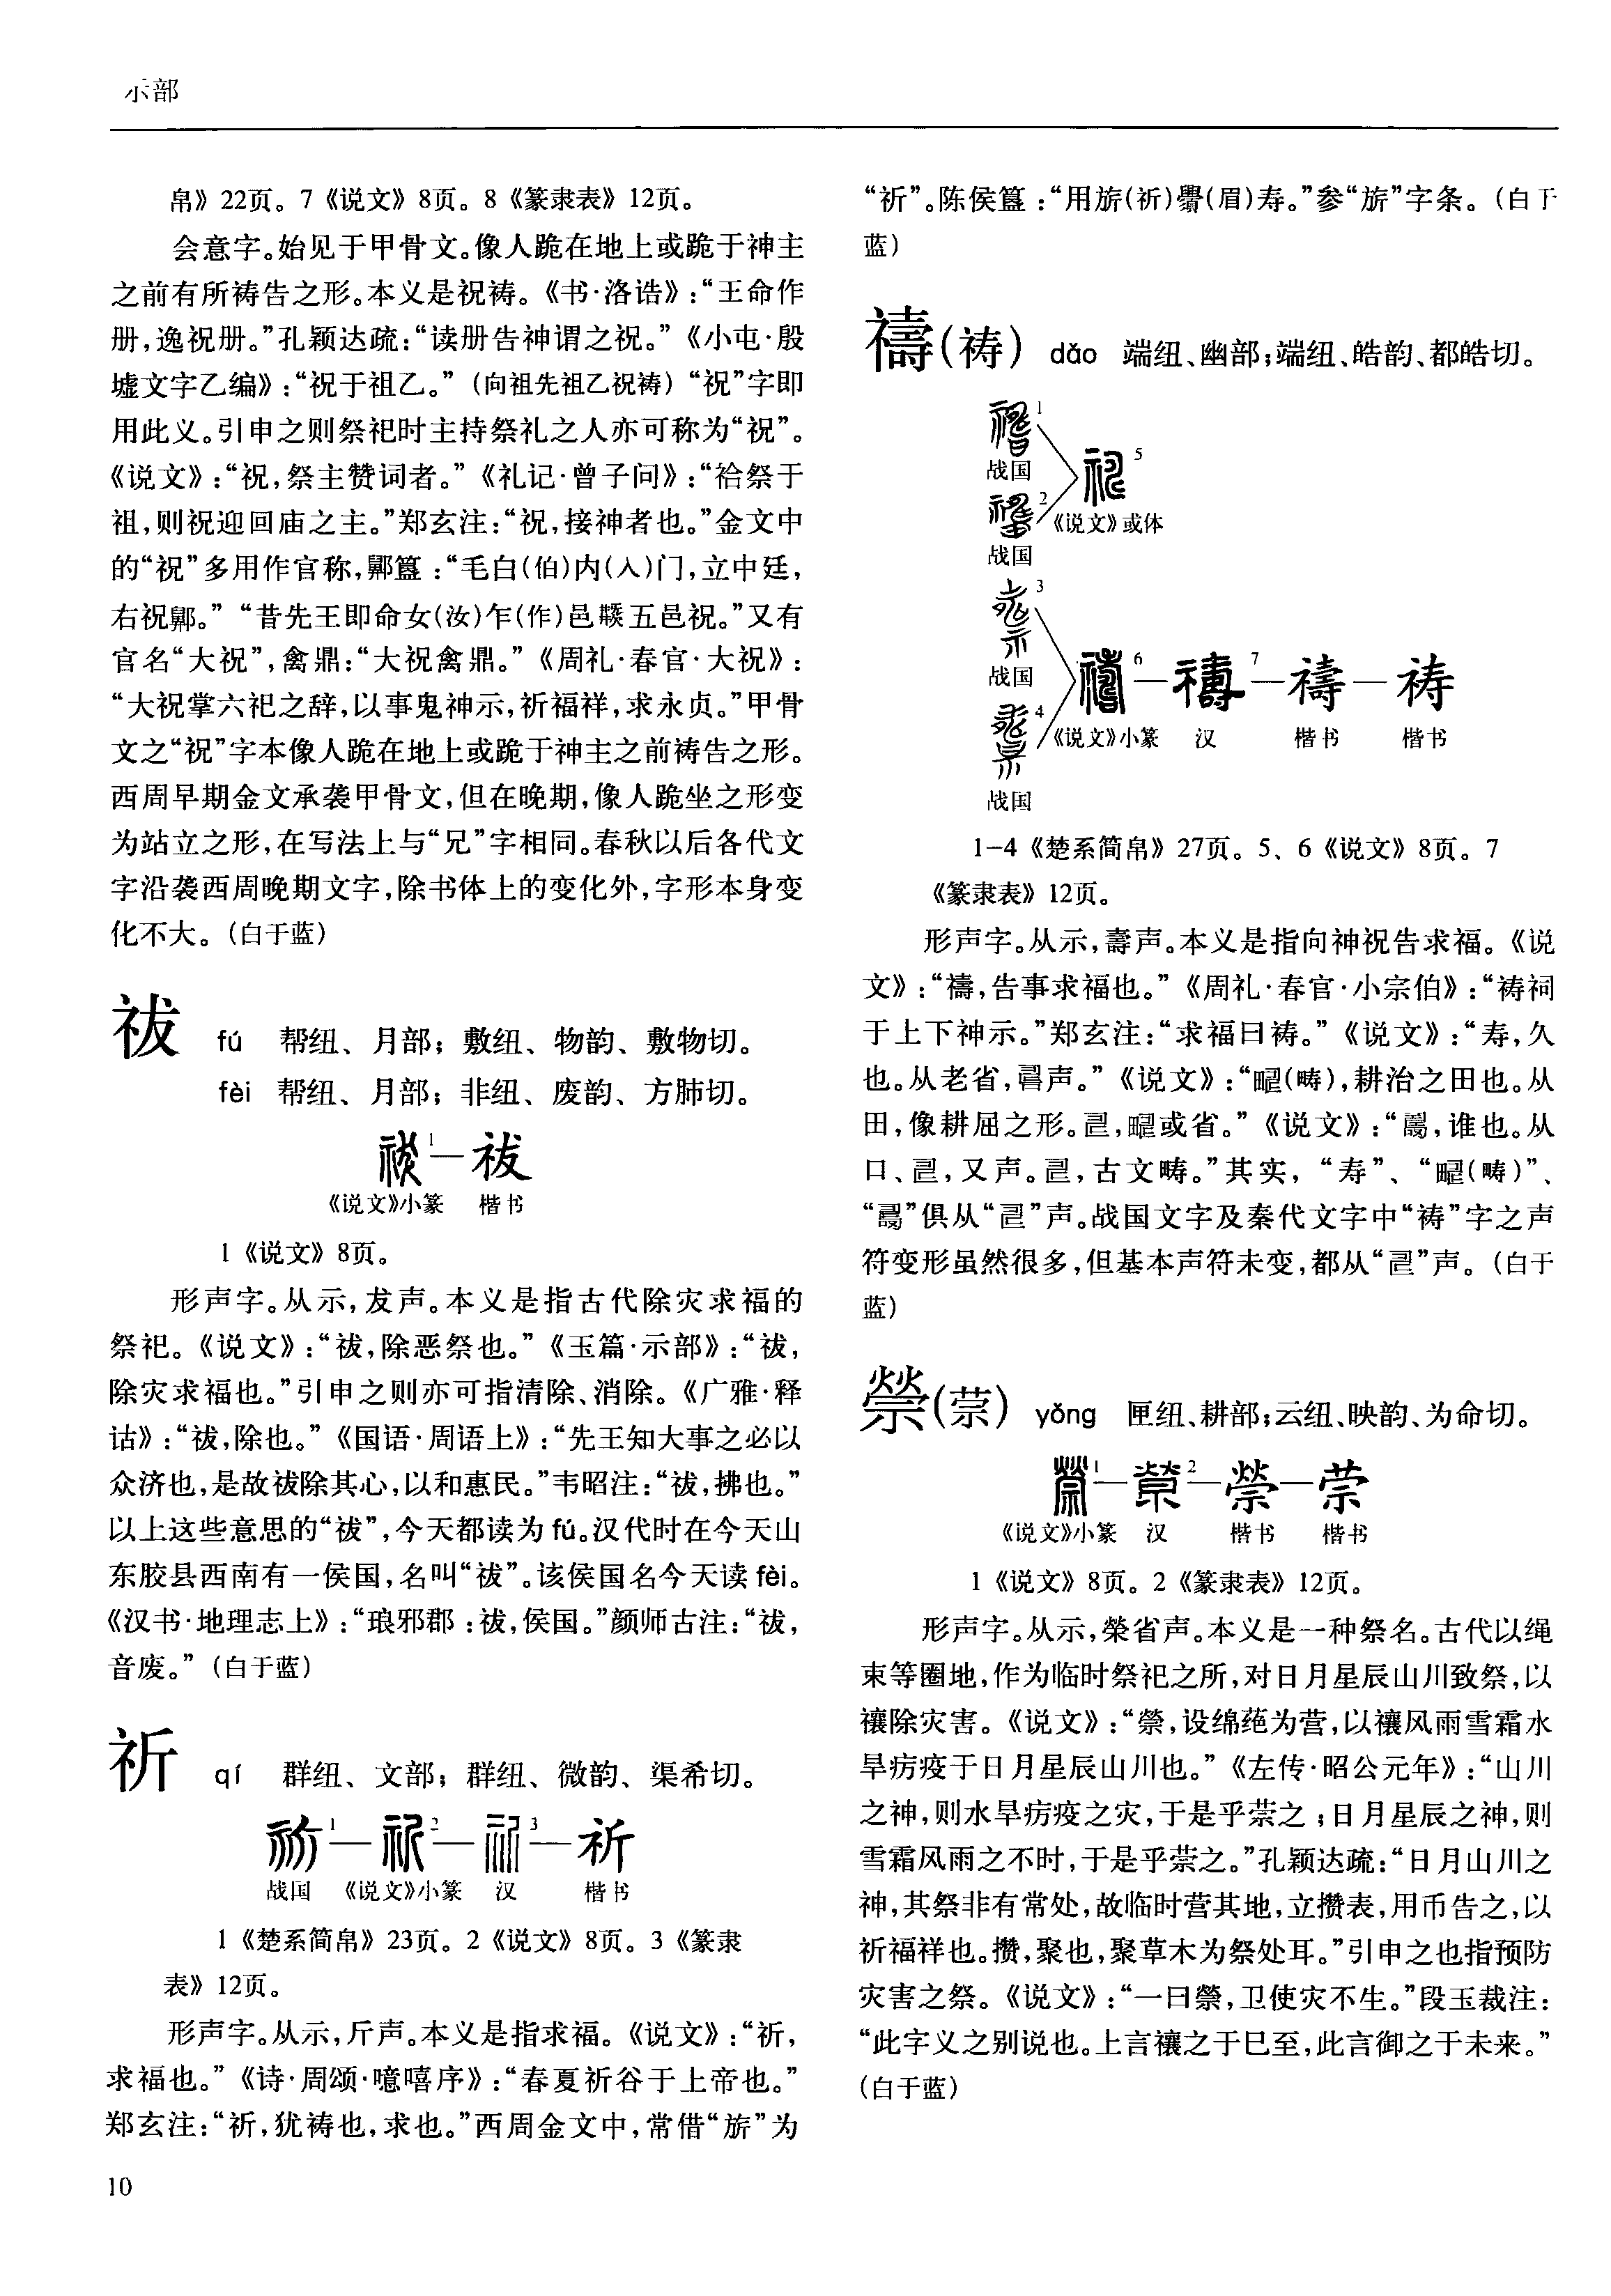 示部
帛》22页。7《说文》8页。8《篆隶表》12页。
会意字。始见于甲骨文。像人跪在地上或跪于神主
之前有所祷告之形。本义是祝祷。《书·洛诰》:“王命作
册,逸祝册。”孔颖达疏:“读册告神谓之祝。”《小屯·殷
墟文字乙编》:“祝于祖乙。”(向祖先祖乙祝祷)“祝”字即
用此义。引申之则祭祀时主持祭礼之人亦可称为“祝”。
《说文》:“祝,祭主赞词者。”《礼记·曾子问》:“祫祭于
祖,则祝迎回庙之主。”郑玄注:“祝,接神者也。”金文中
的“祝”多用作官称,鄍簋:“毛白(伯)内(入)门,立中廷,
右祝。”“昔先王即命女(汝)乍(作)邑五邑祝。”又有
官名“大祝”,禽鼎:“大祝禽鼎。”《周礼·春官·大祝》:
“大祝掌六祀之辞,以事鬼神示,祈福祥,求永贞。”甲骨
文之“祝”字本像人跪在地上或跪于神主之前祷告之形。
西周早期金文承袭甲骨文,但在晚期,像人跪坐之形变
为站立之形,在写法上与“兄”字相同。春秋以后各代文
字沿袭西周晚期文字,除书体上的变化外,字形本身变
化不大。(白于蓝)
祓 fú 帮纽、月部;敷纽、物韵、敷物切。
fèi 帮纽、月部;非纽、废韵、方肺切。
祓1—祓
《说文》小篆 楷书
1《说文》8页。
形声字。从示,犮声。本义是指古代除灾求福的
祭祀。《说文》:“祓,除恶祭也。”《玉篇·示部》:“祓,
除灾求福也。”引申之则亦可指清除、消除。《广雅·释
诂》:“祓,除也。”《国语·周语上》:“先王知大事之必以
众济也,是故祓除其心,以和惠民。”韦昭注:“祓,拂也。”
以上这些意思的“祓”,今天都读为fú。汉代时在今天山
东胶县西南有一侯国,名叫“祓”。该侯国名今天读fèi。
《汉书·地理志上》:“琅邪郡:祓,侯国。”颜师古注:“祓,
音废。”(白于蓝)
祈 qí 群纽、文部;群纽、微韵、渠希切。
祈1—祈2—祈3—祈
战国 《说文》小篆 汉 楷书
1《楚系简帛》23页。2《说文》8页。3《篆隶
表》12页。
形声字。从示,斤声。本义是指求福。《说文》:“祈,
求福也。”《诗·周颂·噫嘻序》:“春夏祈谷于上帝也。”
郑玄注:“祈,犹祷也,求也。”西周金文中,常借“旂”为
10
“祈”。陈侯簋:“用旂(祈)釁(眉)寿。”参“旂”字条。(白于
蓝)
禱(祷) dǎo 端纽、幽部;端纽、皓韵、都皓切。
1
战国
2
战国
5
《说文》或体
3
战国
4
战国
禱6—禱7—禱—祷
《说文》小篆 汉 楷书 楷书
1-4《楚系简帛》27页。5、6《说文》8页。7
《篆隶表》12页。
形声字。从示,壽声。本义是指向神祝告求福。《说
文》:“禱,告事求福也。”《周礼·春官·小宗伯》:“祷祠
于上下神示。”郑玄注:“求福曰祷。”《说文》:“寿,久
也。从老省,声。”《说文》:“(畴),耕治之田也。从
田,像耕屈之形。,或省。”《说文》:“,谁也。从
口、,又声。,古文畴。”其实,“寿”、“(畴)”、
“”俱从“”声。战国文字及秦代文字中“祷”字之声
符变形虽然很多,但基本声符未变,都从“”声。(白于
蓝)
禜(萗) yǒng 匣纽、耕部;云纽、映韵、为命切。
禜1—禜2—禜—
《说文》小篆 汉 楷书 楷书
1《说文》8页。2《篆隶表》12页。
形声字。从示,榮省声。本义是一种祭名。古代以绳
束等圈地,作为临时祭祀之所,对日月星辰山川致祭,以
禳除灾害。《说文》:“禜,设绵蕝为营,以禳风雨雪霜水
旱疠疫于日月星辰山川也。”《左传·昭公元年》:“山川
之神,则水旱疠疫之灾,于是乎之;日月星辰之神,则
雪霜风雨之不时,于是乎之。”孔颖达疏:“日月山川之
神,其祭非有常处,故临时营其地,立攒表,用币告之,以
祈福祥也。攒,聚也,聚草木为祭处耳。”引申之也指预防
灾害之祭。《说文》:“一曰禜,卫使灾不生。”段玉裁注:
“此字义之别说也。上言禳之于已至,此言御之于未来。”
(白于蓝)